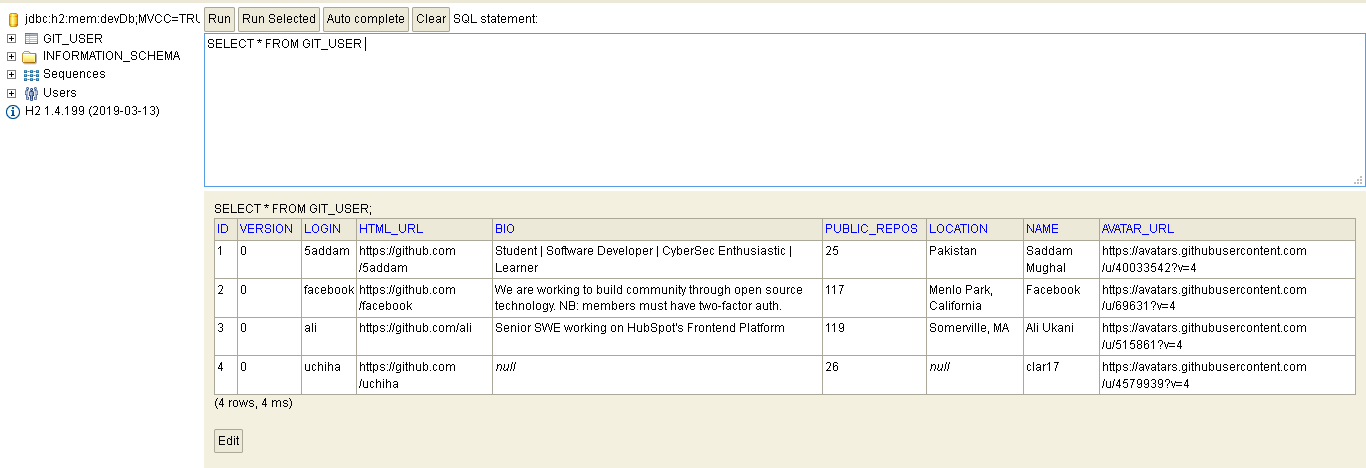 jdbc:h2:mem:devDb;MVCC=TRU
GIT_USER
INFORMATION_SCHEMA
Sequences
Users
H2 1.4.199 (2019-03-13)
Run Run Selected Auto complete Clear SQL statement:
SELECT * FROM GIT_USER
SELECT * FROM GIT_USER;
ID VERSION LOGIN HTML_URL BIO PUBLIC_REPOS LOCATION NAME AVATAR_URL
1 0 5addam https://github.com Student | Software Developer | CyberSec Enthusiastic | 25 Pakistan Saddam https://avatars.githubusercontent.com
/5addam Learner Mughal /u/40033542?v=4
2 0 facebook https://github.com We are working to build community through open source 117 Menlo Park, Facebook https://avatars.githubusercontent.com
/facebook technology. NB: members must have two-factor auth. California /u/69631?v=4
3 0 ali https://github.com/ali Senior SWE working on HubSpot's Frontend Platform 119 Somerville, MA Ali Ukani https://avatars.githubusercontent.com
/u/515861?v=4
4 0 uchiha https://github.com null 26 null clar17 https://avatars.githubusercontent.com
/uchiha /u/4579939?v=4
(4 rows, 4 ms)
Edit